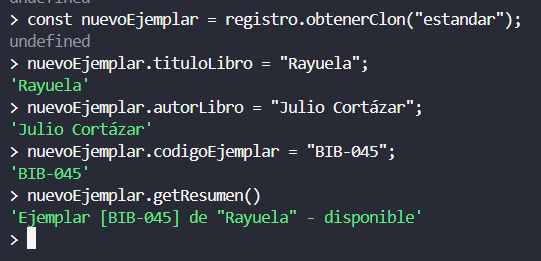 undefined
> const nuevoEjemplar = registro.obtenerClon("estandar");
undefined
> nuevoEjemplar.tituloLibro = "Rayuela";
'Rayuela'
> nuevoEjemplar.autorLibro = "Julio Cortázar";
'Julio Cortázar'
> nuevoEjemplar.codigoEjemplar = "BIB-045";
'BIB-045'
> nuevoEjemplar.getResumen()
'Ejemplar [BIB-045] de "Rayuela" - disponible'
>